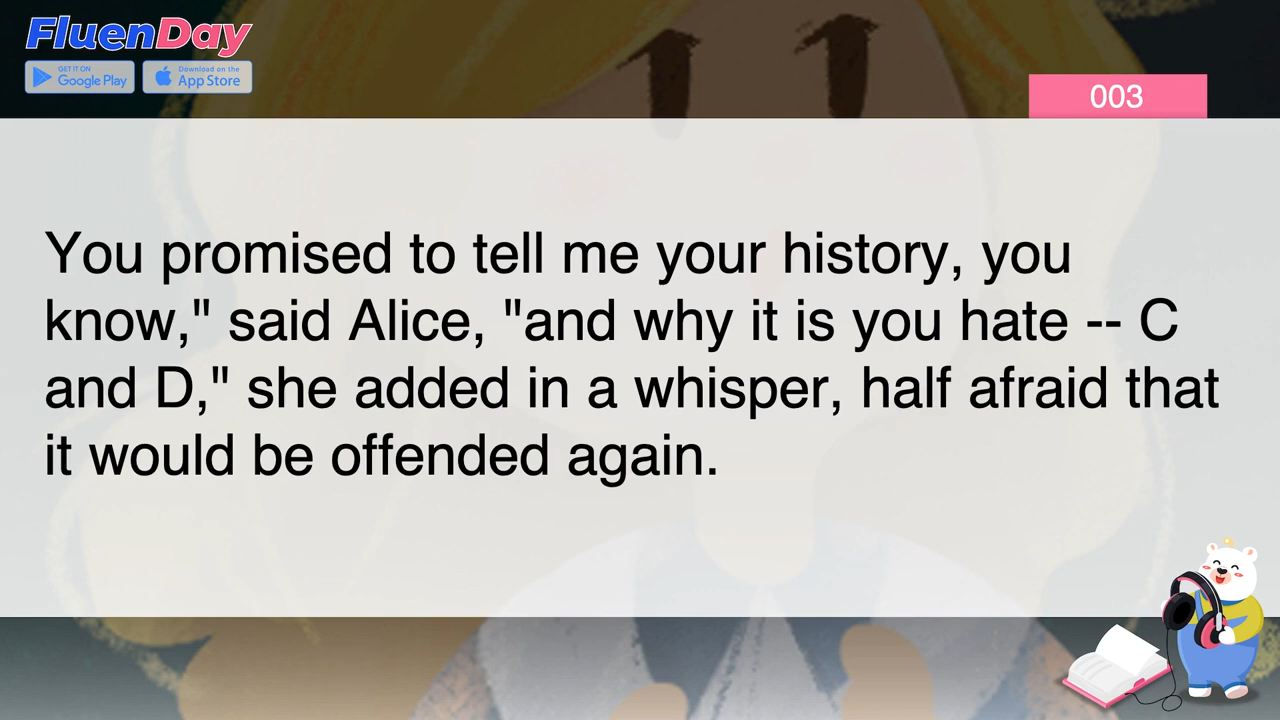 FluenDay
GET IT ON
Google Play
Download on the
App Store
003
You promised to tell me your history, you
know," said Alice, "and why it is you hate -- C
and D," she added in a whisper, half afraid that
it would be offended again.